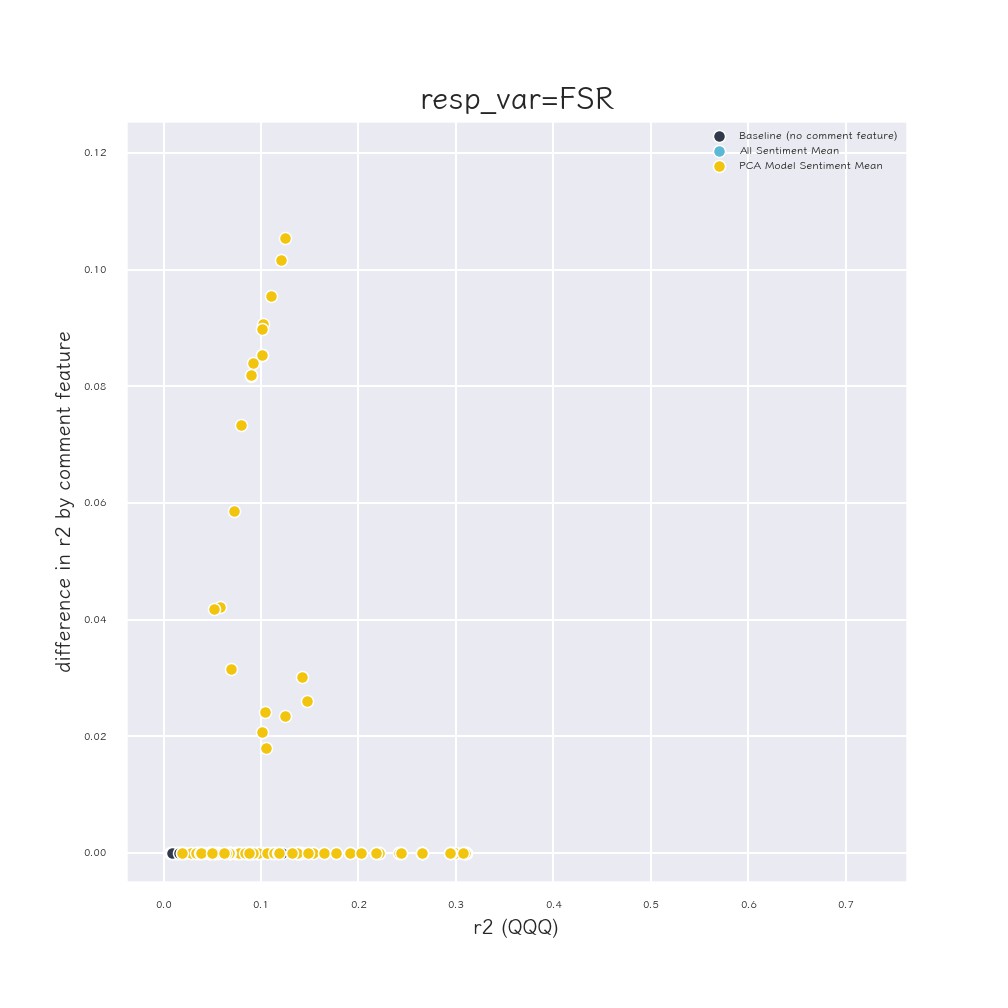 resp_var=FSR
Baseline (no comment feature)
All Sentiment Mean
PCA Model Sentiment Mean
0.12
0.10
0.08
0.06
0.04
0.02
0.00
difference in r2 by comment feature
0.0 0.1 0.2 0.3 0.4 0.5 0.6 0.7
r2 (QQQ)